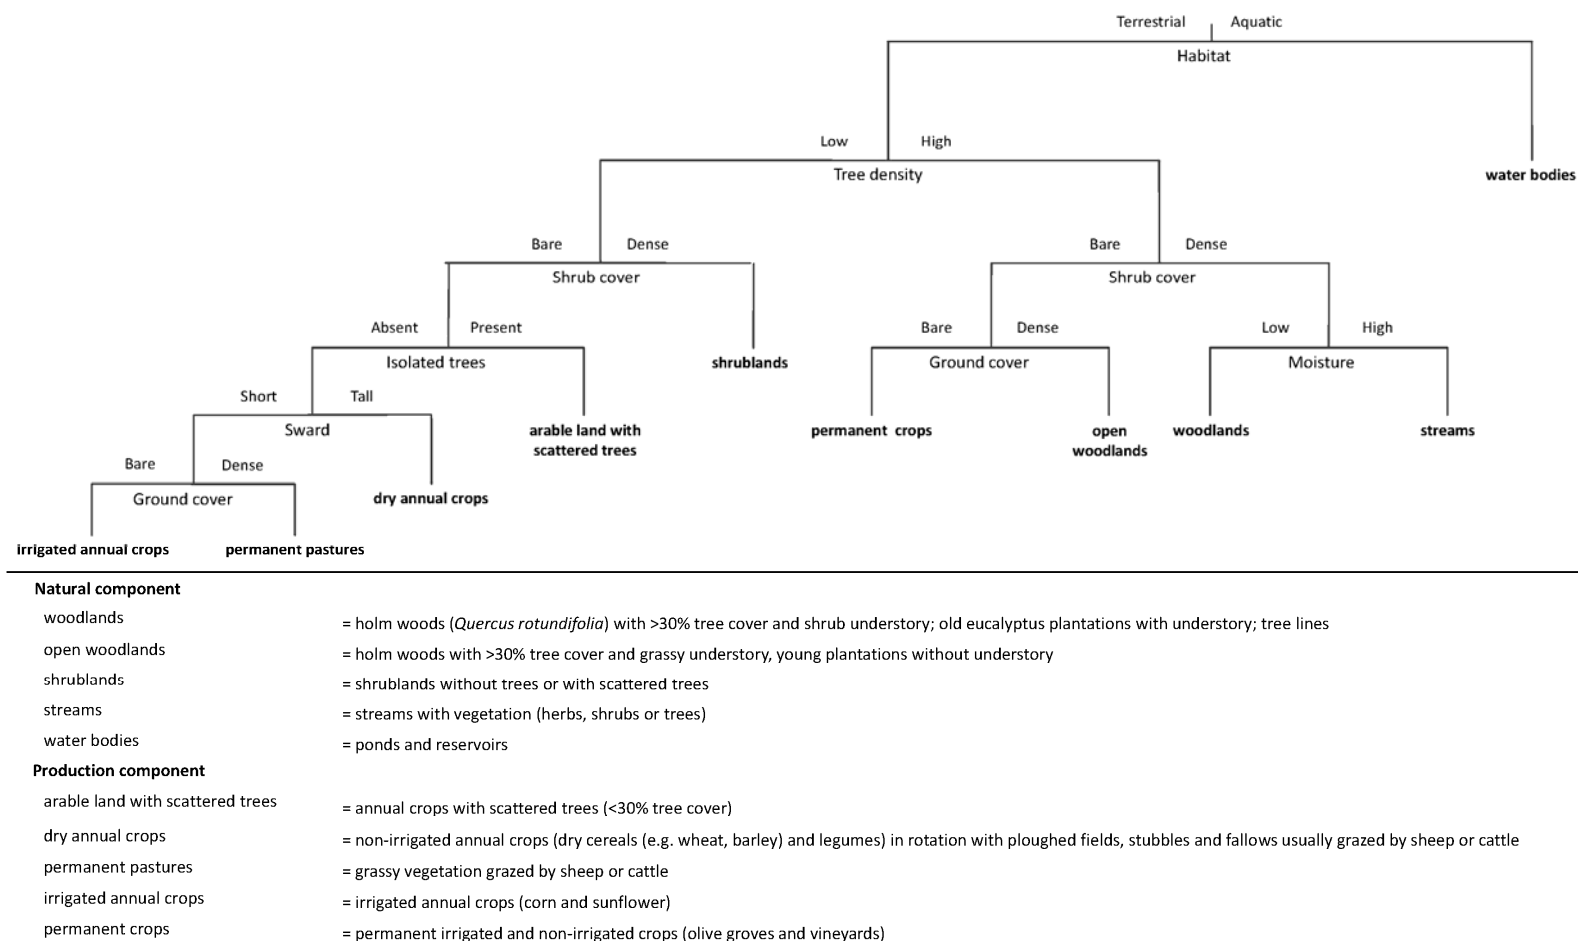 Terrestrial Aquatic
Habitat
Low High
Tree density
water bodies
Bare Dense
Shrub cover
Bare Dense
Shrub cover
Absent Present
Isolated trees
shrublands
Bare Dense
Ground cover
Low High
Moisture
Short Tall
Sward
arable land with
scattered trees
permanent crops
open
woodlands
woodlands
streams
Bare Dense
Ground cover
dry annual crops
irrigated annual crops
permanent pastures
Natural component
woodlands = holm woods (Quercus rotundifolia) with >30% tree cover and shrub understory; old eucalyptus plantations with understory; tree lines
open woodlands = holm woods with >30% tree cover and grassy understory, young plantations without understory
shrublands = shrublands without trees or with scattered trees
streams = streams with vegetation (herbs, shrubs or trees)
water bodies = ponds and reservoirs
Production component
arable land with scattered trees = annual crops with scattered trees (<30% tree cover)
dry annual crops = non-irrigated annual crops (dry cereals (e.g. wheat, barley) and legumes) in rotation with ploughed fields, stubbles and fallows usually grazed by sheep or cattle
permanent pastures = grassy vegetation grazed by sheep or cattle
irrigated annual crops = irrigated annual crops (corn and sunflower)
permanent crops = permanent irrigated and non-irrigated crops (olive groves and vineyards)